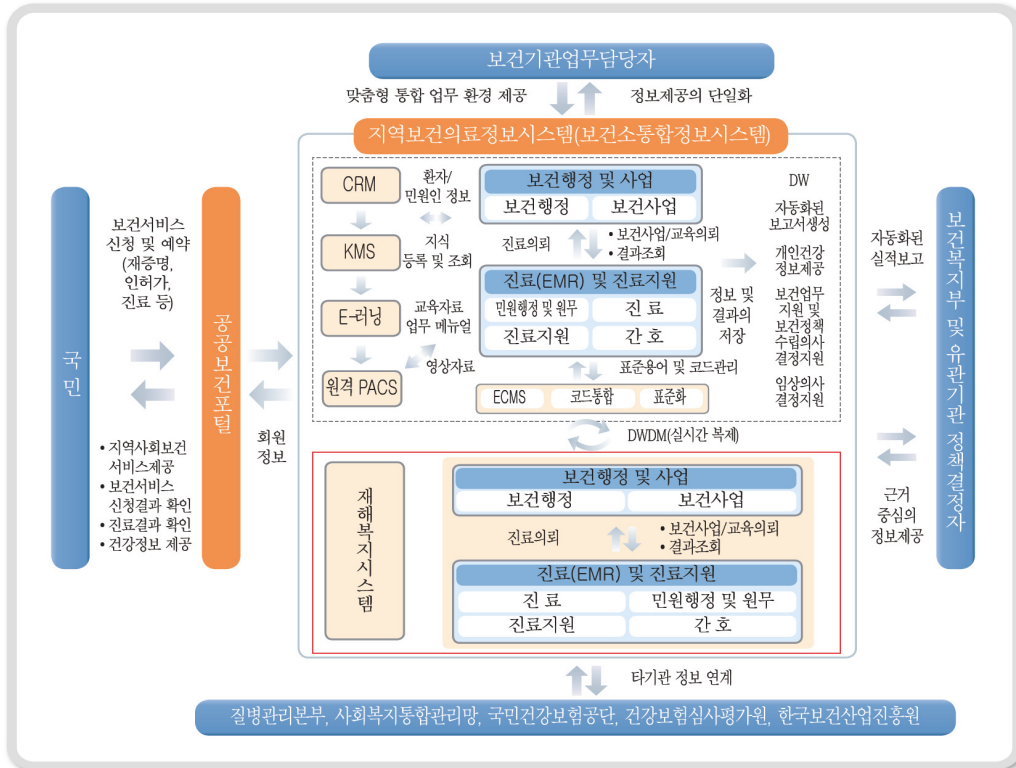 보건기관업무담당자
맞춤형 통합 업무 환경 제공
정보제공의 단일화
지역보건의료정보시스템(보건소통합정보시스템)
국 민
보건서비스
신청 및 예약
(재증명,
인허가,
진료 등)
• 지역사회보건
서비스제공
• 보건서비스
신청결과 확인
• 진료결과 확인
• 건강정보 제공
공공보건포털
회원
정보
CRM
KMS
E-러닝
원격 PACS
환자/
민원인 정보
지식
등록 및 조회
교육자료
업무 메뉴얼
영상자료
보건행정 및 사업
보건행정
보건사업
진료의뢰
• 보건사업/교육의뢰
• 결과조회
진료(EMR) 및 진료지원
민원행정 및 원무
진 료
진료지원
간 호
표준용어 및 코드관리
ECMS
코드통합
표준화
정보 및
결과의
저장
DW
자동화된
보고서생성
개인건강
정보제공
보건업무
지원 및
보건정책
수립의사
결정지원
임상의사
결정지원
DWDM(실시간 복제)
재해복지시스템
보건행정 및 사업
보건행정
보건사업
진료의뢰
• 보건사업/교육의뢰
• 결과조회
진료(EMR) 및 진료지원
진 료
민원행정 및 원무
진료지원
간 호
자동화된
실적보고
근거
중심의
정보제공
보건복지부 및 유관기관 정책결정자
타기관 정보 연계
질병관리본부, 사회복지통합관리망, 국민건강보험공단, 건강보험심사평가원, 한국보건산업진흥원